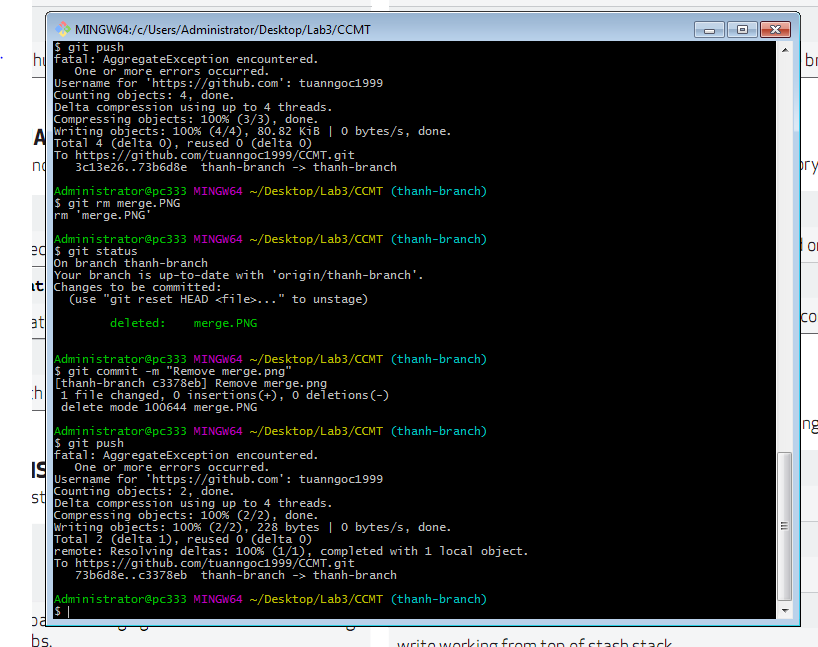 MINGW64:/c/Users/Administrator/Desktop/Lab3/CCMT
$ git push
fatal: AggregateException encountered.
   One or more errors occurred.
Username for 'https://github.com': tuanngoc1999
Counting objects: 4, done.
Delta compression using up to 4 threads.
Compressing objects: 100% (3/3), done.
Writing objects: 100% (4/4), 80.82 KiB | 0 bytes/s, done.
Total 4 (delta 0), reused 0 (delta 0)
To https://github.com/tuanngoc1999/CCMT.git
   3c13e26..73b6d8e  thanh-branch -> thanh-branch
Administrator@pc333 MINGW64 ~/Desktop/Lab3/CCMT (thanh-branch)
$ git rm merge.PNG
rm 'merge.PNG'
Administrator@pc333 MINGW64 ~/Desktop/Lab3/CCMT (thanh-branch)
$ git status
On branch thanh-branch
Your branch is up-to-date with 'origin/thanh-branch'.
Changes to be committed:
  (use "git reset HEAD <file>..." to unstage)
        deleted:    merge.PNG
Administrator@pc333 MINGW64 ~/Desktop/Lab3/CCMT (thanh-branch)
$ git commit -m "Remove merge.png"
[thanh-branch c3378eb] Remove merge.png
 1 file changed, 0 insertions(+), 0 deletions(-)
 delete mode 100644 merge.PNG
Administrator@pc333 MINGW64 ~/Desktop/Lab3/CCMT (thanh-branch)
$ git push
fatal: AggregateException encountered.
   One or more errors occurred.
Username for 'https://github.com': tuanngoc1999
Counting objects: 2, done.
Delta compression using up to 4 threads.
Compressing objects: 100% (2/2), done.
Writing objects: 100% (2/2), 228 bytes | 0 bytes/s, done.
Total 2 (delta 1), reused 0 (delta 0)
remote: Resolving deltas: 100% (1/1), completed with 1 local object.
To https://github.com/tuanngoc1999/CCMT.git
   73b6d8e..c3378eb  thanh-branch -> thanh-branch
Administrator@pc333 MINGW64 ~/Desktop/Lab3/CCMT (thanh-branch)
$
bs.
write working from top of stash stack